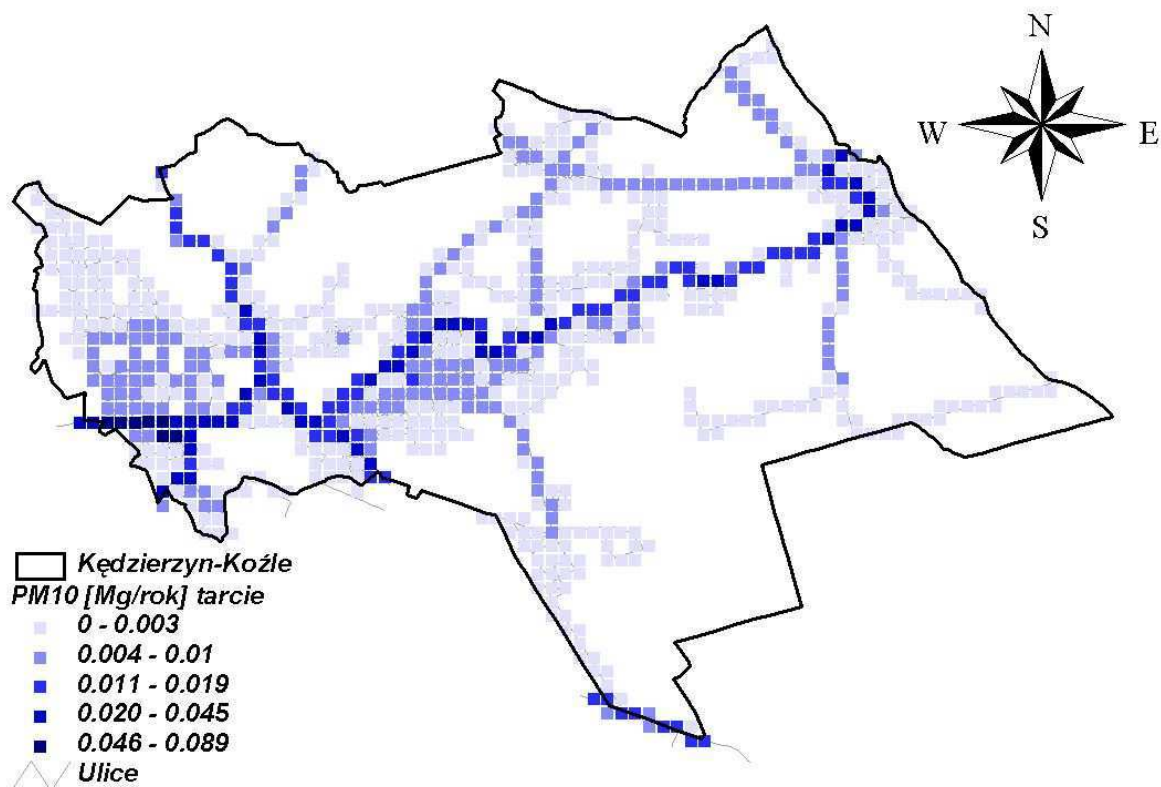 N
W E
S
Kędzierzyn-Koźle
PM10 [Mg/rok] tarcie
0 - 0.003
0.004 - 0.01
0.011 - 0.019
0.020 - 0.045
0.046 - 0.089
Ulice